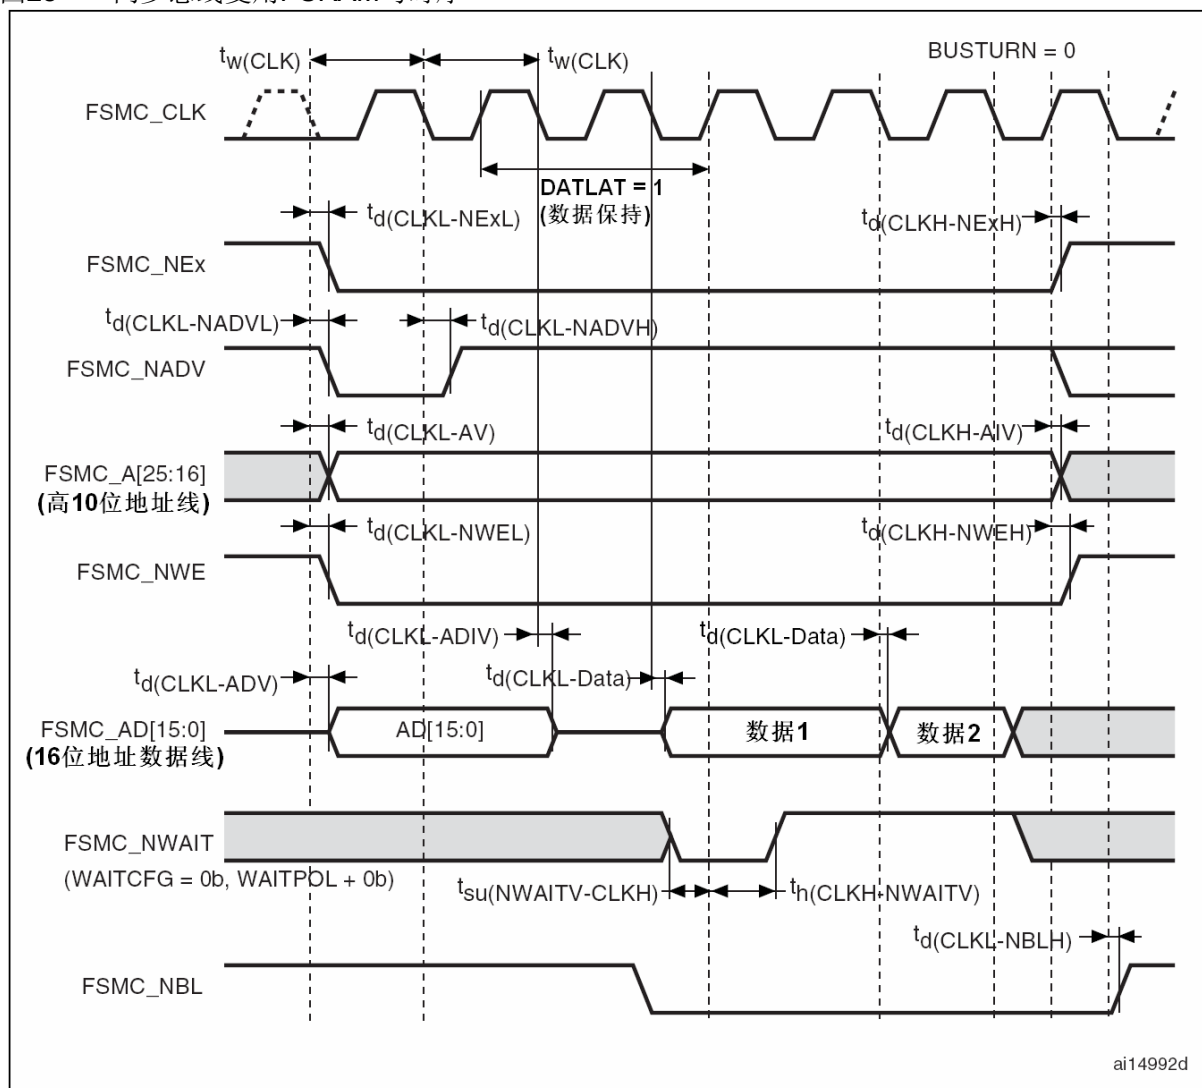 tw(CLK)
tw(CLK)
BUSTURN = 0
FSMC_CLK
DATLAT = 1
(数据保持)
td(CLKL-NExL)
td(CLKH-NExH)
FSMC_NEx
td(CLKL-NADVL)
td(CLKL-NADVH)
FSMC_NADV
td(CLKL-AV)
td(CLKH-AIV)
FSMC_A[25:16]
(高10位地址线)
td(CLKL-NWEL)
td(CLKH-NWEH)
FSMC_NWE
td(CLKL-ADIV)
td(CLKL-Data)
td(CLKL-ADV)
td(CLKL-Data)
FSMC_AD[15:0]
(16位地址数据线)
AD[15:0]
数据1
数据2
FSMC_NWAIT
(WAITCFG = 0b, WAITPOL + 0b)
tsu(NWAITV-CLKH)
th(CLKH-NWAITV)
td(CLKL-NBLH)
FSMC_NBL
ai14992d